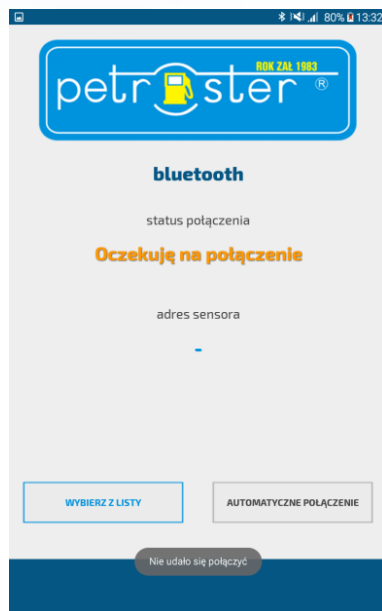 80% 13:32
ROK ZAŁ 1983
petroster ®
bluetooth
status połączenia
Oczekuję na połączenie
adres sensora
-
WYBIERZ Z LISTY
AUTOMATYCZNE POŁĄCZENIE
Nie udało się połączyć